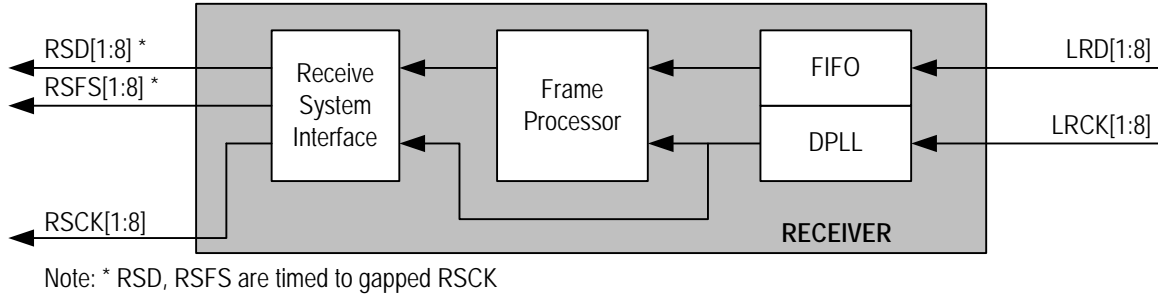 RSD[1:8] *
RSFS[1:8] *
RSCK[1:8]
Receive
System
Interface
Frame
Processor
FIFO
DPLL
LRD[1:8]
LRCK[1:8]
RECEIVER
Note: * RSD, RSFS are timed to gapped RSCK